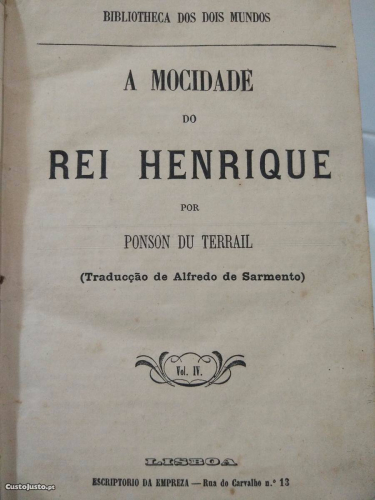 BIBLIOTHECA DOS DOIS MUNDOS
A MOCIDADE
DO
REI HENRIQUE
POR
PONSON DU TERRAIL
(Traducção de Alfredo de Sarmento)
Vol. IV.
LISBOA
ESCRIPTORIO DA EMPREZA — Rua do Carvalho n.º 13
CustoJusto.pt